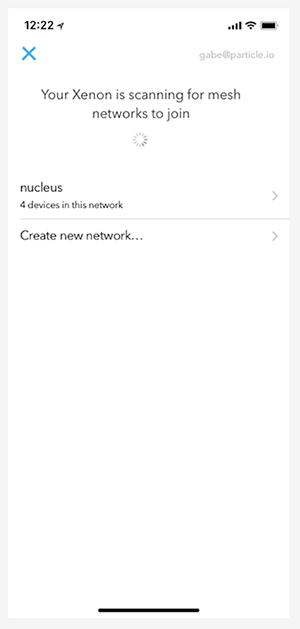 12:22
gabe@particle.io
Your Xenon is scanning for mesh
networks to join
nucleus
4 devices in this network
Create new network...